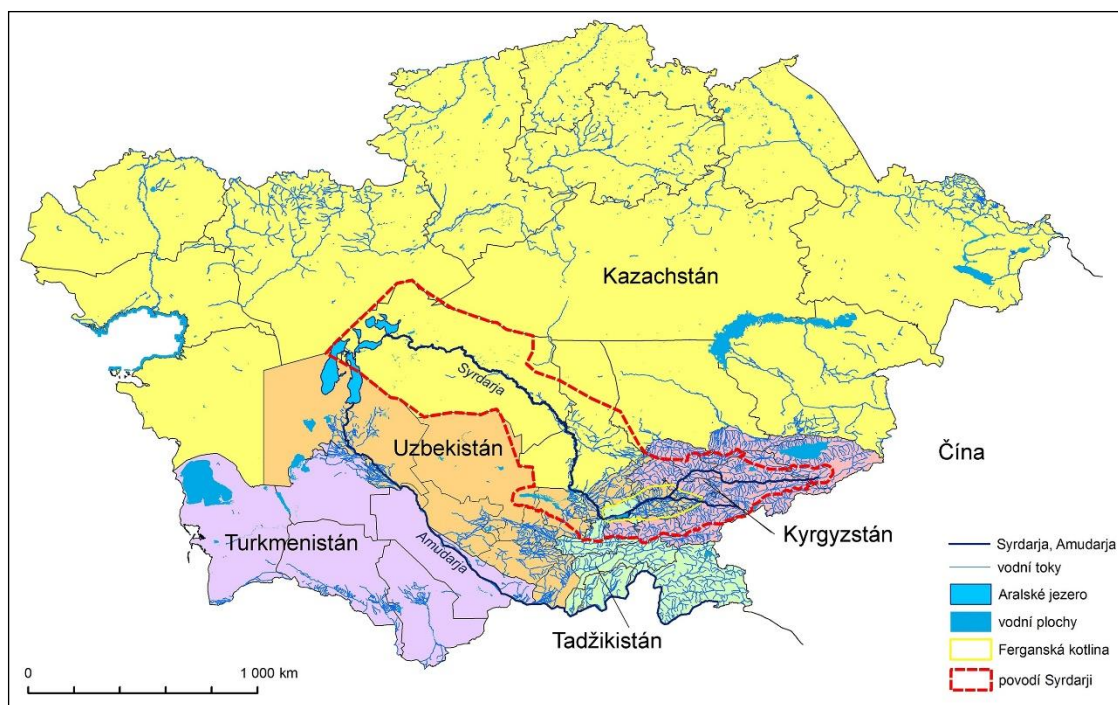 Kazachstán
Syrdarja
Uzbekistán
Čína
Kyrgyzstán
Turkmenistán
Amudarja
Tadžikistán
Syrdarja, Amudarja
vodní toky
Aralské jezero
vodní plochy
Ferganská kotlina
povodí Syrdarji
0 1 000 km